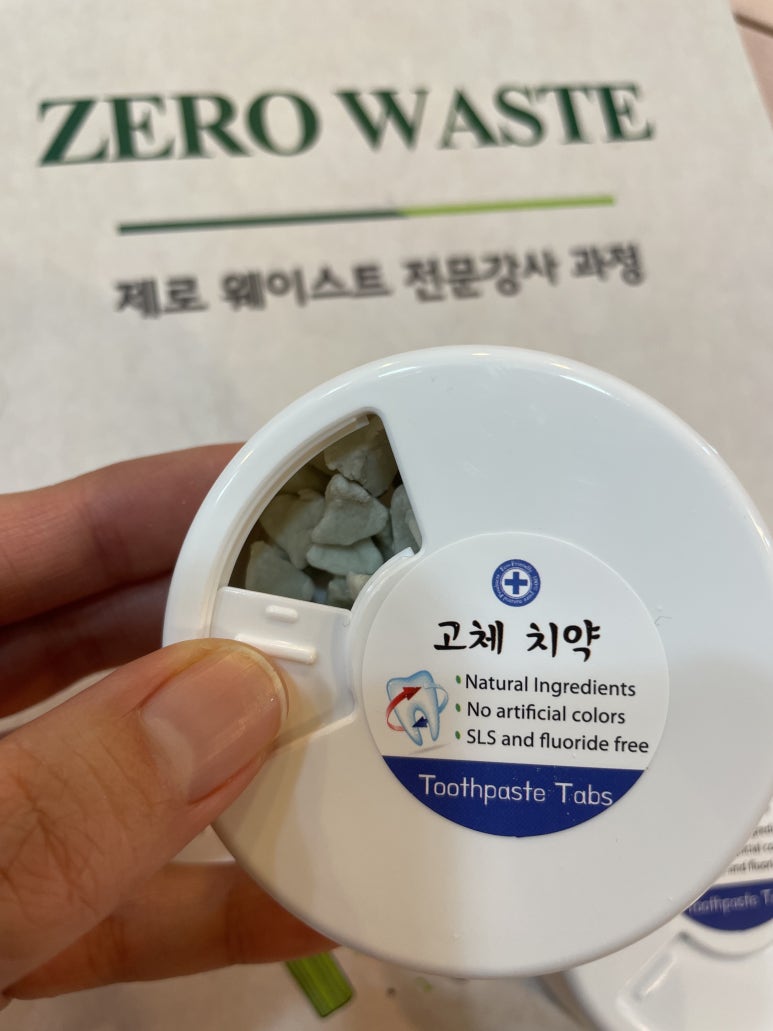 ZERO WASTE
제로 웨이스트 전문강사 과정
고체 치약
Natural Ingredients
No artificial colors
SLS and fluoride free
Toothpaste Tabs
Toothpaste